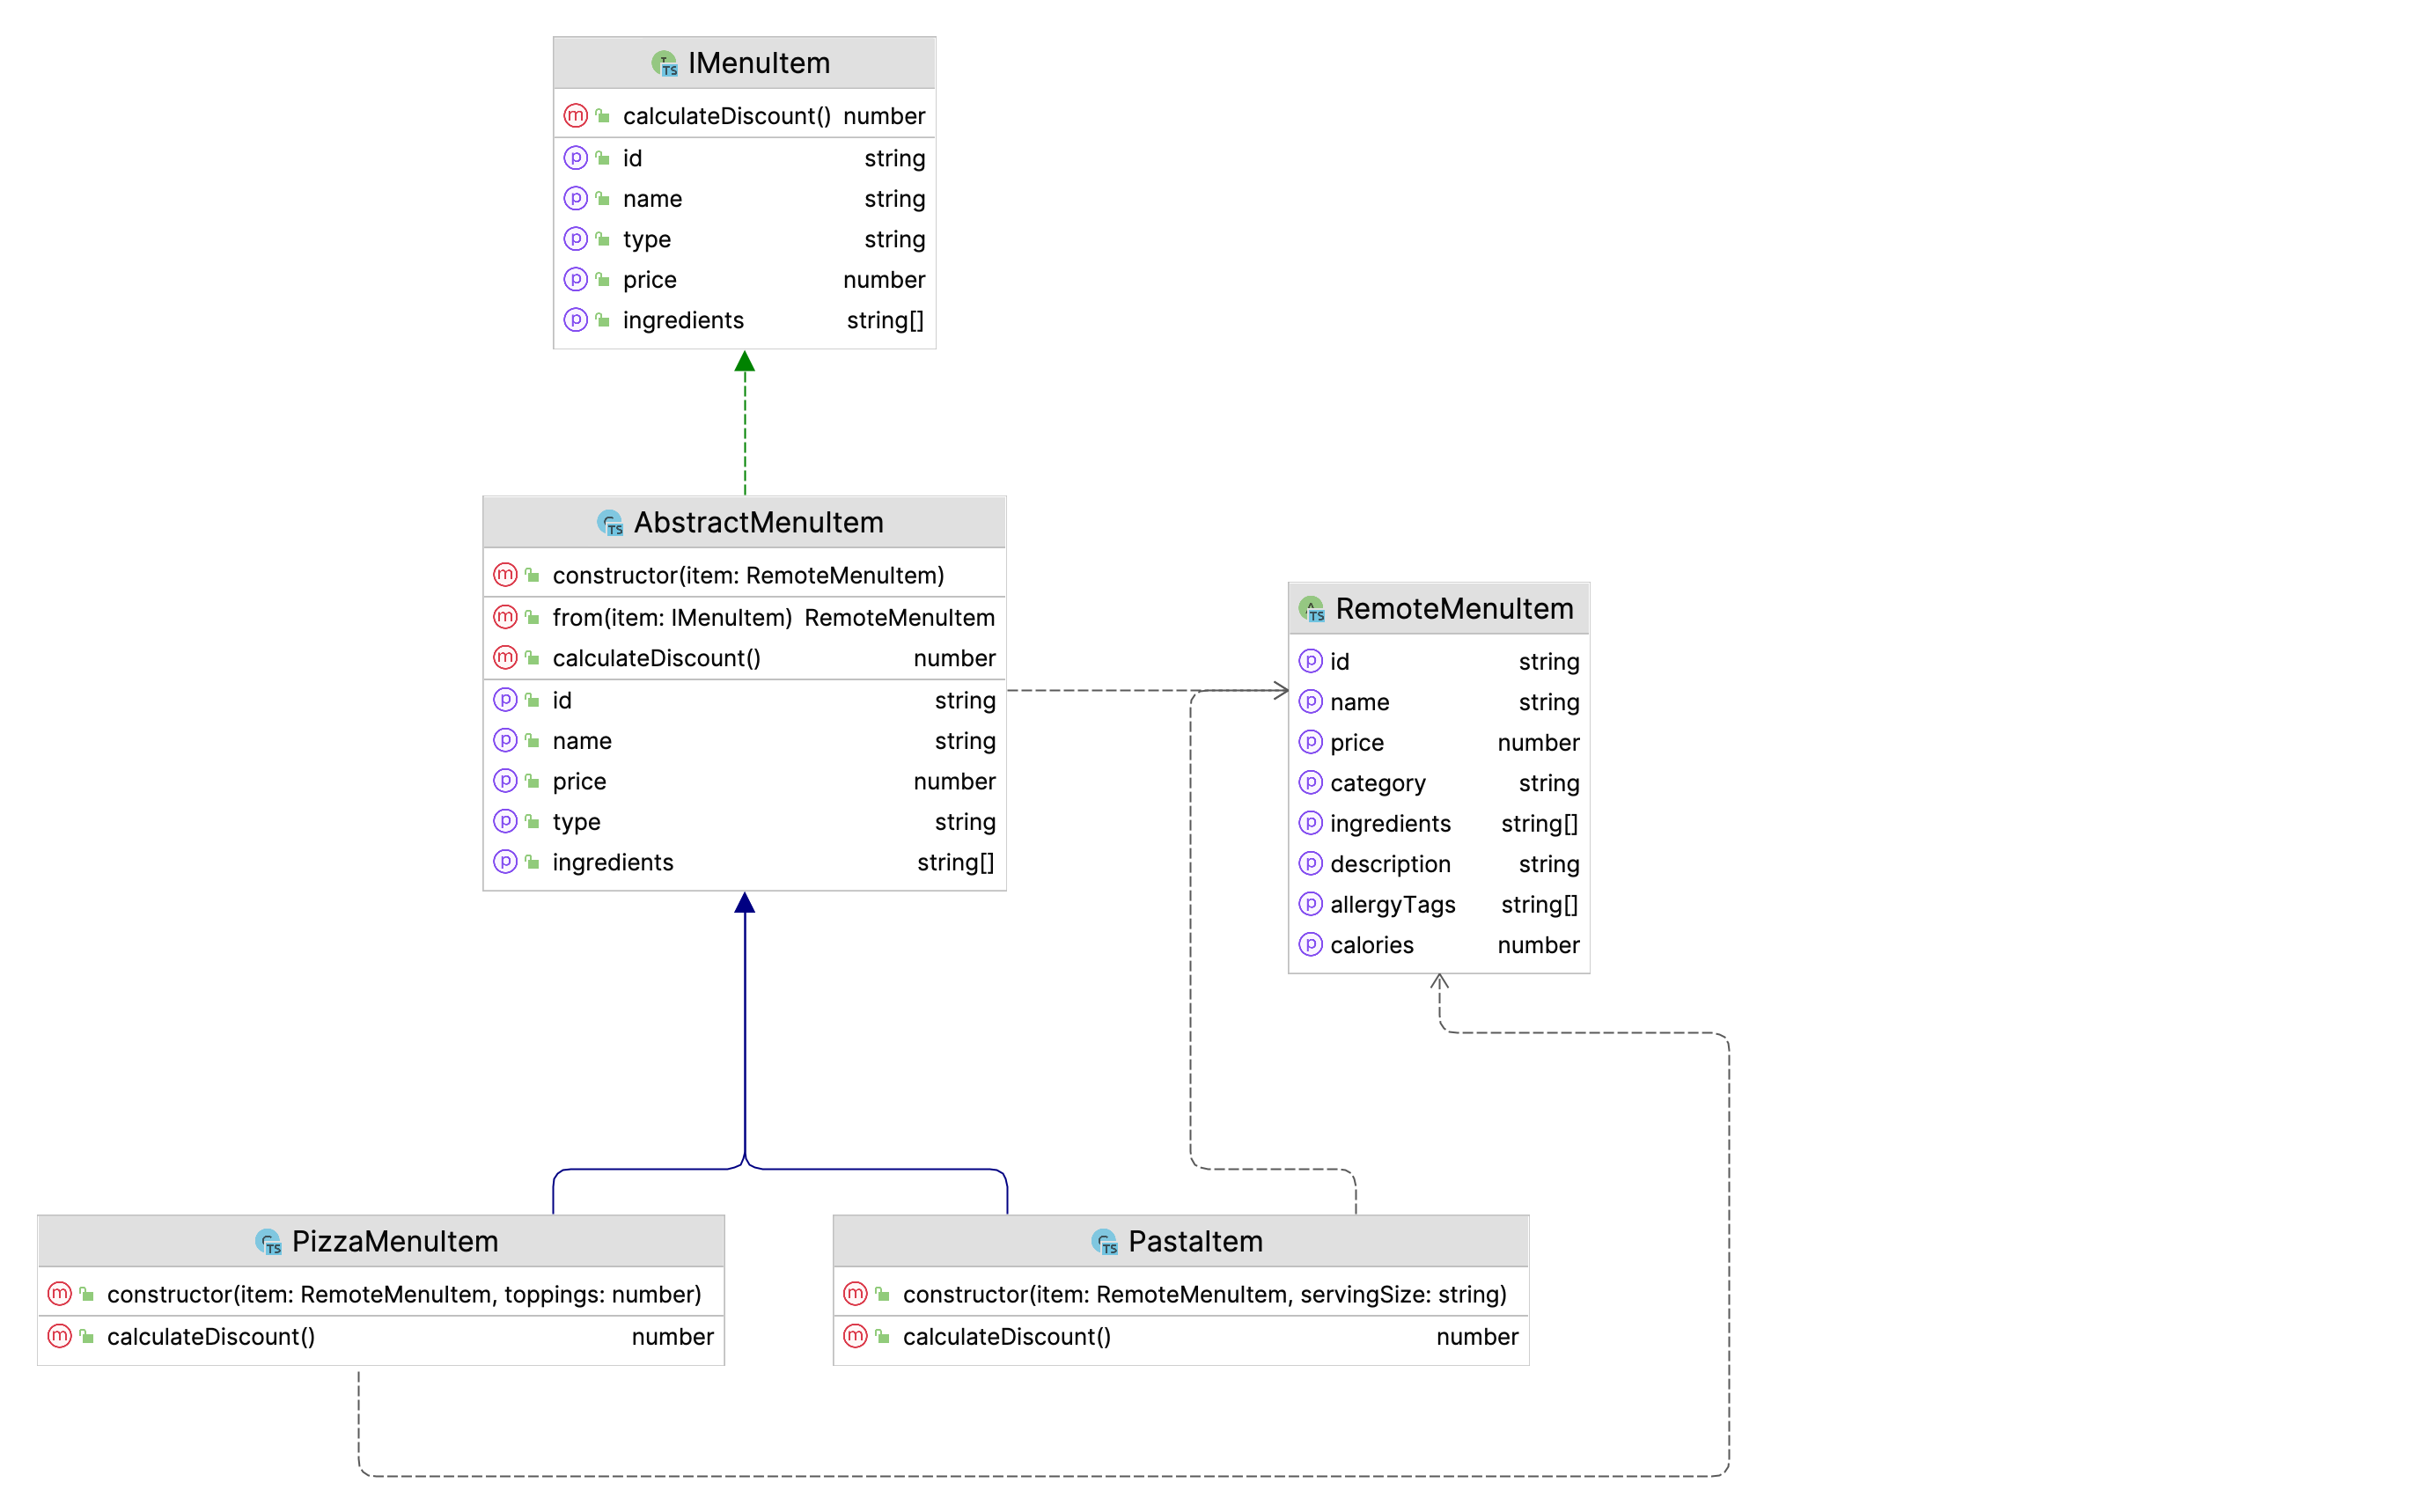 IMenuItem
calculateDiscount() number
id string
name string
type string
price number
ingredients string[]
AbstractMenuItem
constructor(item: RemoteMenuItem)
from(item: IMenuItem) RemoteMenuItem
calculateDiscount() number
id string
name string
price number
type string
ingredients string[]
RemoteMenuItem
id string
name string
price number
category string
ingredients string[]
description string
allergyTags string[]
calories number
PizzaMenuItem
constructor(item: RemoteMenuItem, toppings: number)
calculateDiscount() number
PastaItem
constructor(item: RemoteMenuItem, servingSize: string)
calculateDiscount() number